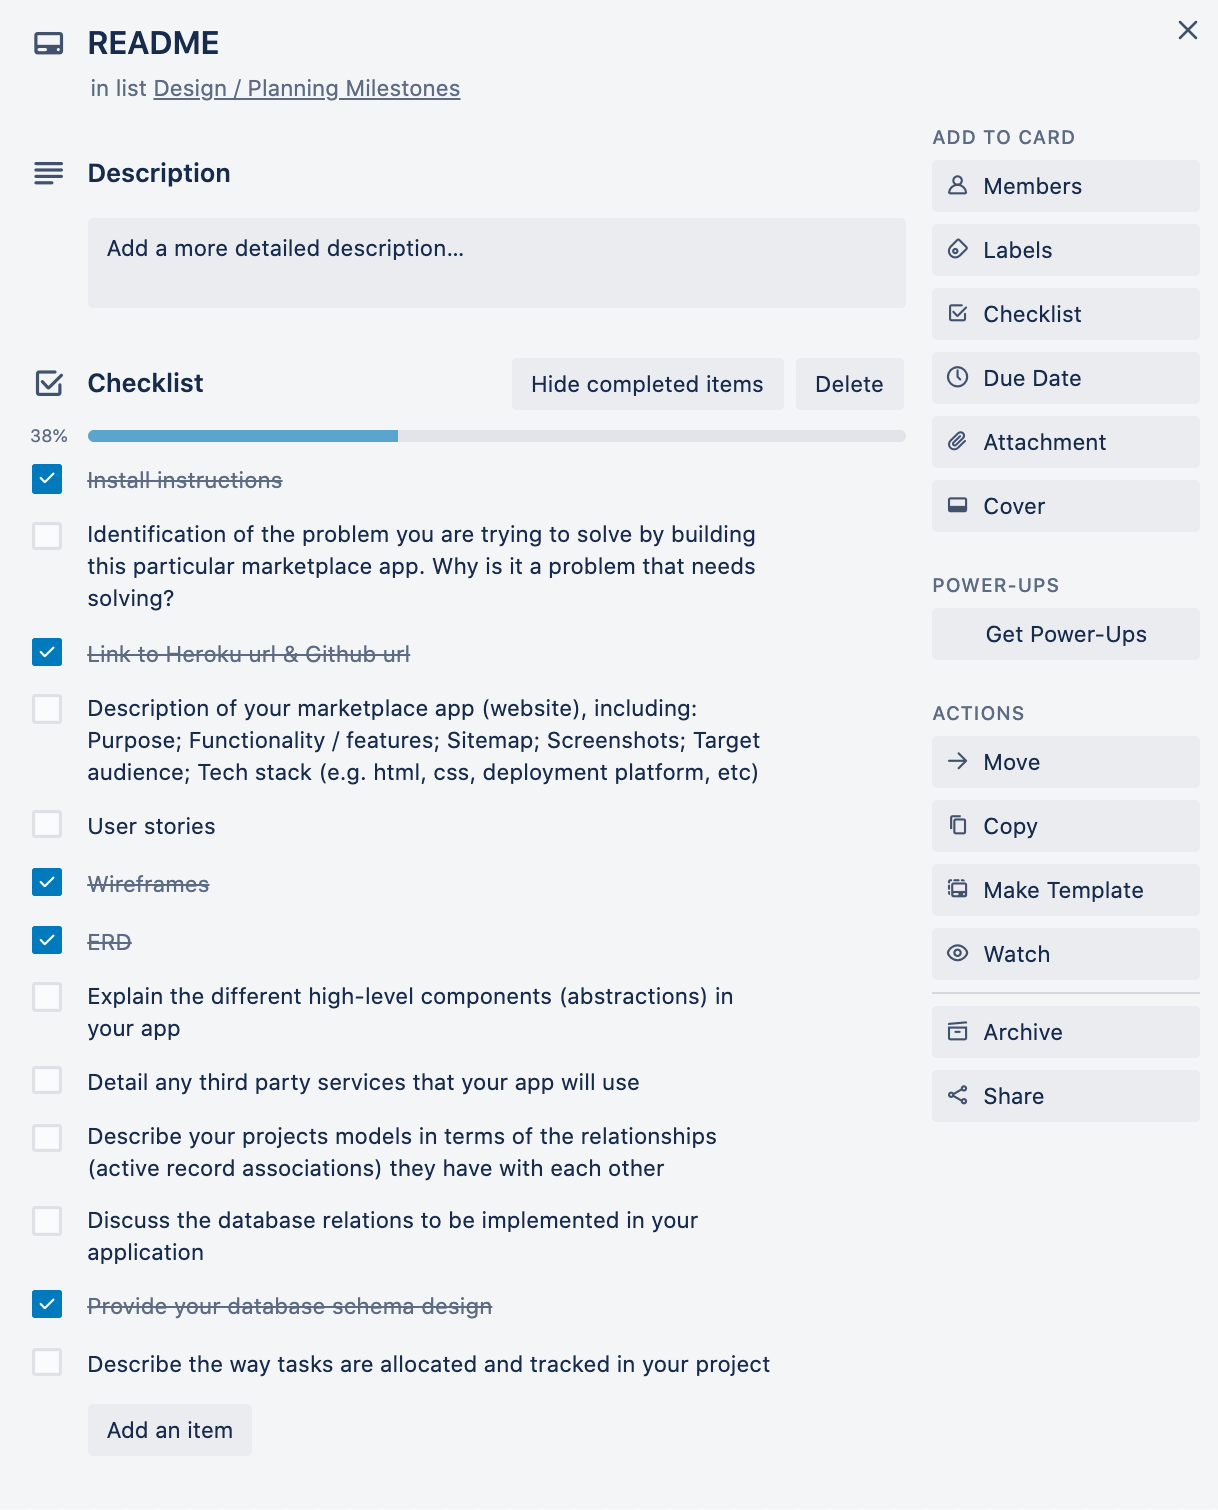 README
in list Design / Planning Milestones
Description
Add a more detailed description...
Checklist
Hide completed items
Delete
38%
Install instructions
Identification of the problem you are trying to solve by building
this particular marketplace app. Why is it a problem that needs
solving?
Link to Heroku url & Github url
Description of your marketplace app (website), including:
Purpose; Functionality / features; Sitemap; Screenshots; Target
audience; Tech stack (e.g. html, css, deployment platform, etc)
User stories
Wireframes
ERD
Explain the different high-level components (abstractions) in
your app
Detail any third party services that your app will use
Describe your projects models in terms of the relationships
(active record associations) they have with each other
Discuss the database relations to be implemented in your
application
Provide your database schema design
Describe the way tasks are allocated and tracked in your project
Add an item
ADD TO CARD
Members
Labels
Checklist
Due Date
Attachment
Cover
POWER-UPS
Get Power-Ups
ACTIONS
Move
Copy
Make Template
Watch
Archive
Share